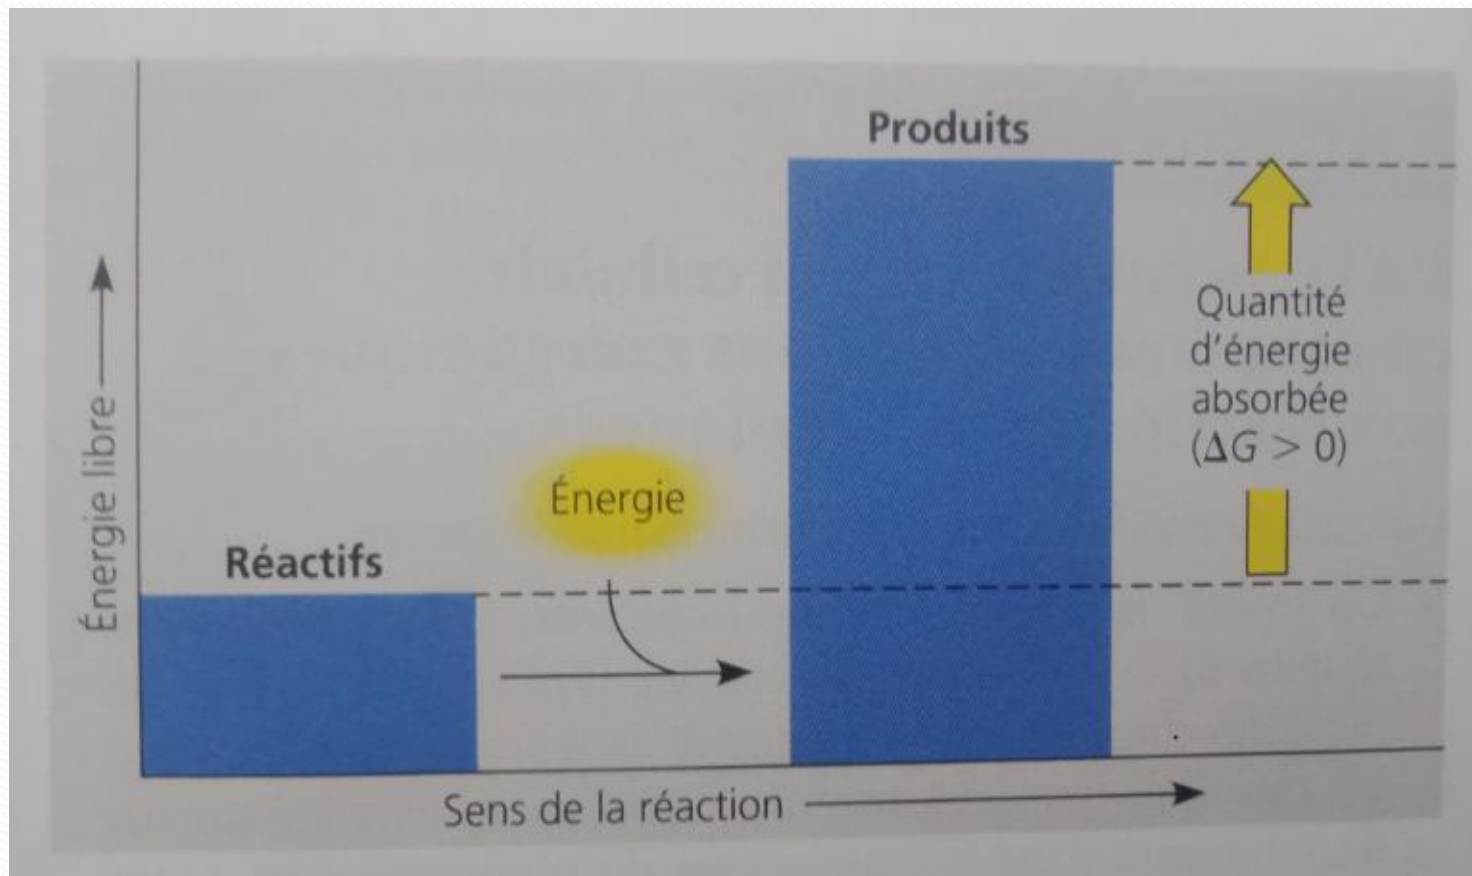 Produits
Énergie libre
Quantité
d'énergie
absorbée
(ΔG > 0)
Énergie
Réactifs
Sens de la réaction